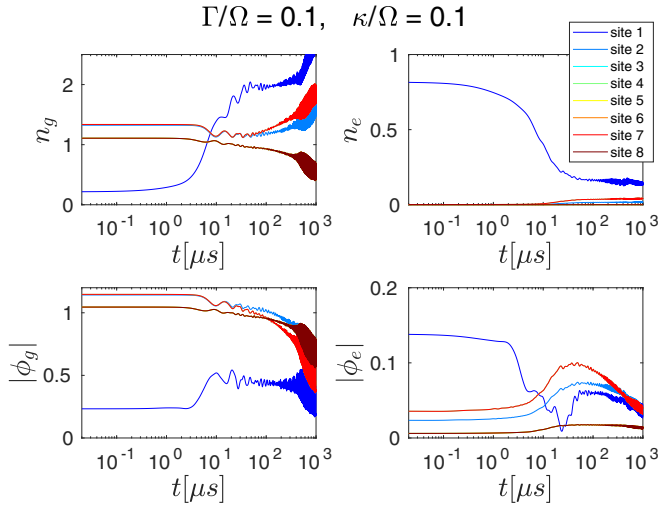 Γ/Ω = 0.1, κ/Ω = 0.1
n_g
2
1
0
10^{-1} 10^{0} 10^{1} 10^{2} 10^{3}
t[μs]
n_e
1
0.5
0
10^{-1} 10^{0} 10^{1} 10^{2} 10^{3}
t[μs]
site 1
site 2
site 3
site 4
site 5
site 6
site 7
site 8
|ϕ_g|
1
0.5
0
10^{-1} 10^{0} 10^{1} 10^{2} 10^{3}
t[μs]
|ϕ_e|
0.2
0.1
0
10^{-1} 10^{0} 10^{1} 10^{2} 10^{3}
t[μs]